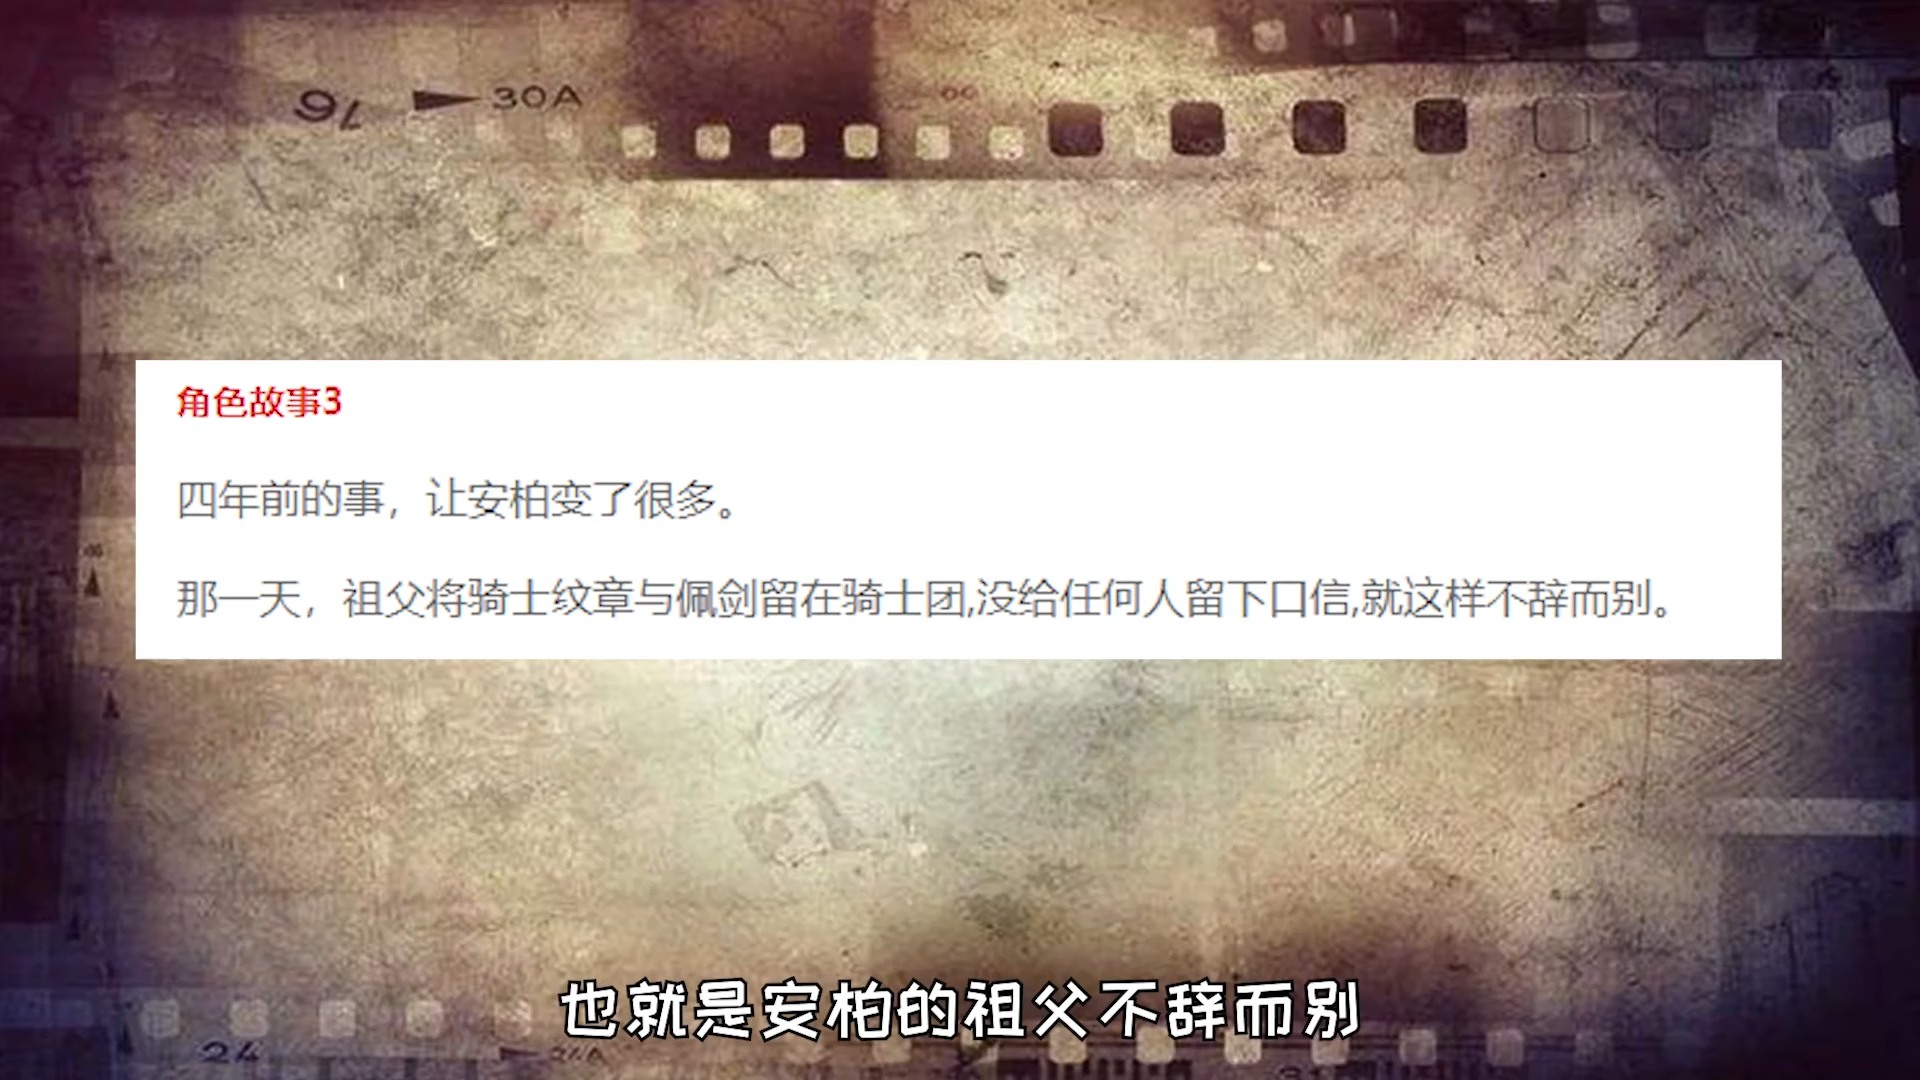 91 30A
角色故事3
四年前的事，让安柏变了很多。
那一天，祖父将骑士纹章与佩剑留在骑士团,没给任何人留下口信,就这样不辞而别。
也就是安柏的祖父不辞而别
24 24A